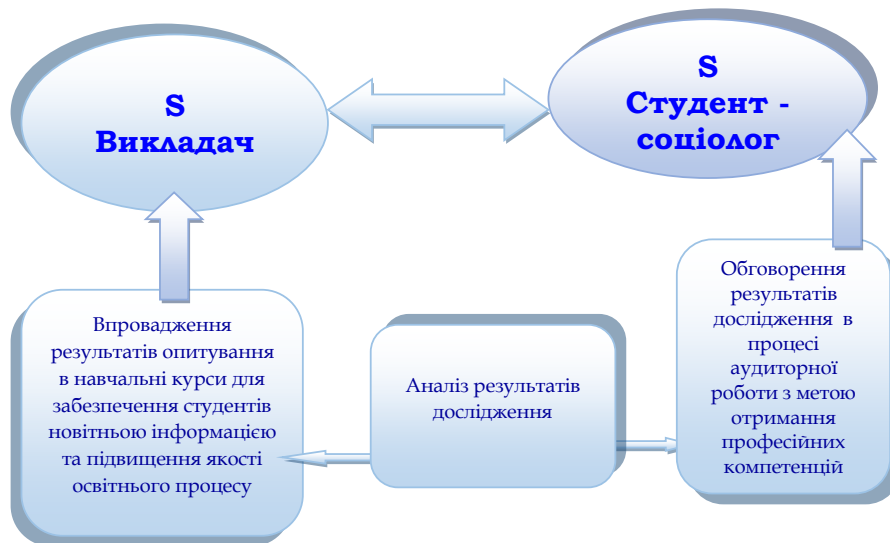 S
Викладач
S
Студент -
соціолог
Впровадження
результатів опитування
в навчальні курси для
забезпечення студентів
новітньою інформацією
та підвищення якості
освітнього процесу
Аналіз результатів
дослідження
Обговорення
результатів
дослідження в
процесі
аудиторної
роботи з метою
отримання
професійних
компетенцій